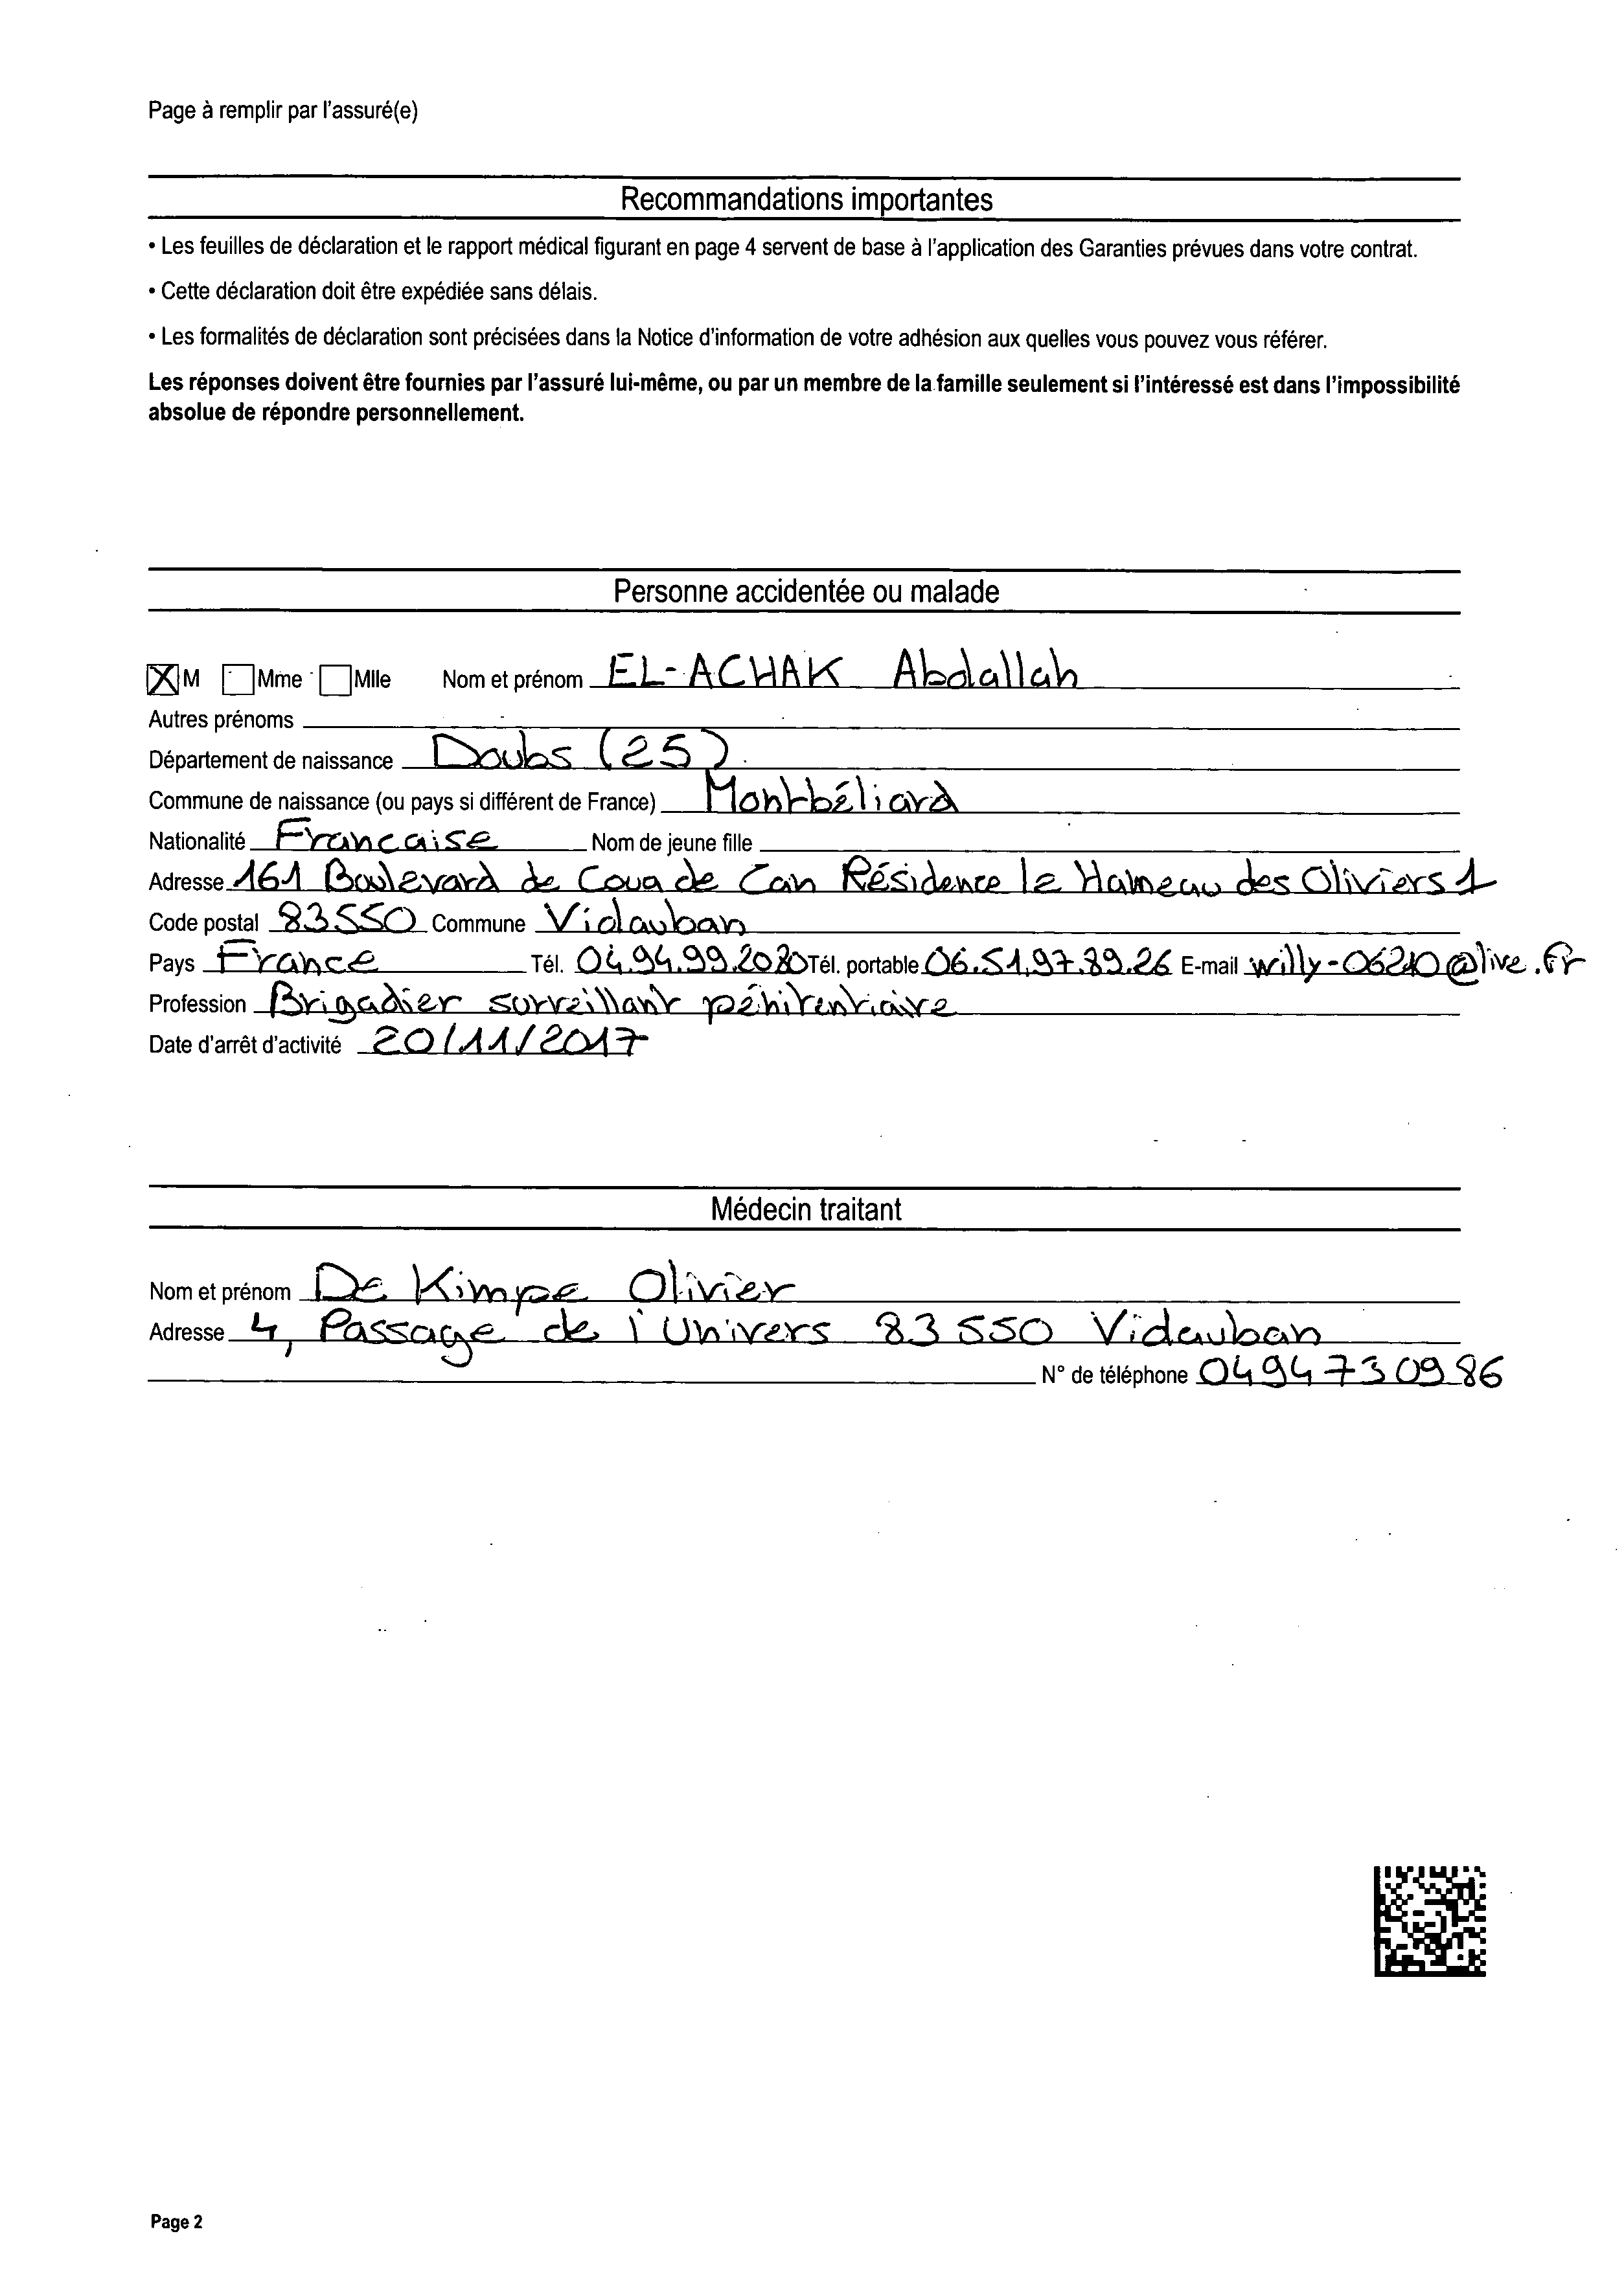 Page à remplir par l'assuré(e)
Recommandations importantes
• Les feuilles de déclaration et le rapport médical figurant en page 4 servent de base à l'application des Garanties prévues dans votre contrat.
• Cette déclaration doit être expédiée sans délais.
• Les formalités de déclaration sont précisées dans la Notice d'information de votre adhésion aux quelles vous pouvez vous référer.
Les réponses doivent être fournies par l'assuré lui-même, ou par un membre de la famille seulement si l'intéressé est dans l'impossibilité
absolue de répondre personnellement.
Personne accidentée ou malade
M Mme Mlle Nom et prénom EL-ACHAK Abdallah
Autres prénoms
Département de naissance Doubs (25)
Commune de naissance (ou pays si différent de France) Montbéliard
Nationalité Francaise Nom de jeune fille
Adresse 161 Boulevard de Coua de Can Résidence le Hameau des Oliviers 1
Code postal 83550 Commune Vidauban
Pays France Tél. 04.94.99.20 Tél. portable 06.51.97.89.26 E-mail
Profession Brigadier surveillant pénitentiaire
Date d'arrêt d'activité 20/11/2017
Médecin traitant
Nom et prénom De Kimpe Olivier
Adresse 4, Passage de l'Univers 83550 Vidauban
N° de téléphone 0494730986
Page 2